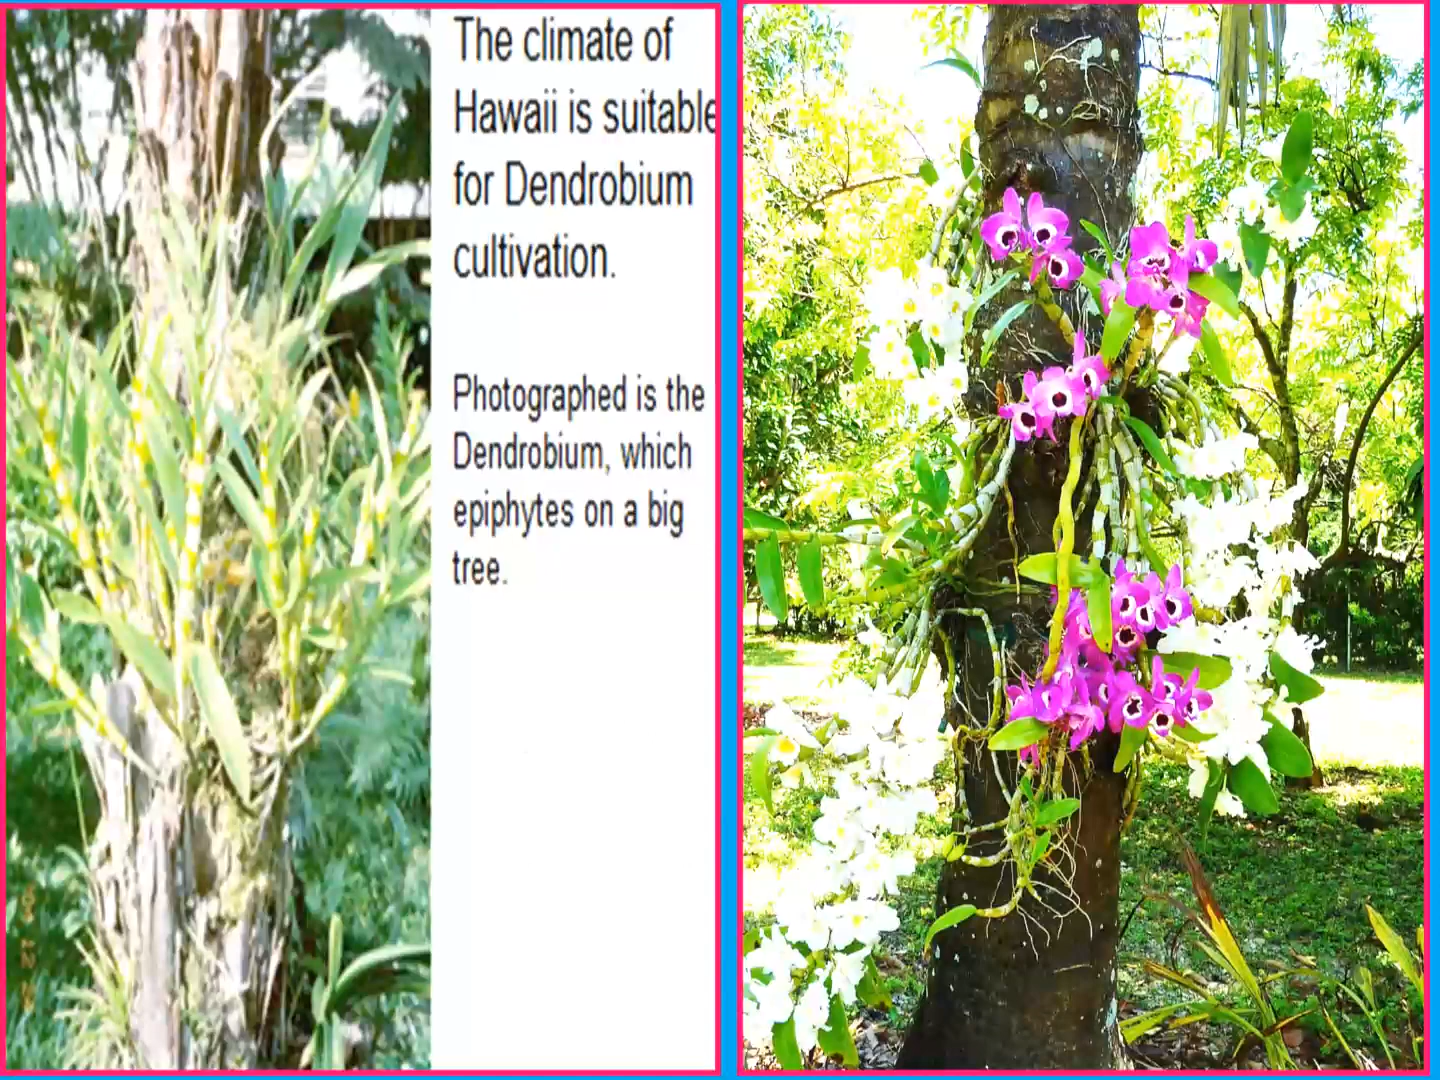 The climate of
Hawaii is suitable
for Dendrobium
cultivation.
Photographed is the
Dendrobium, which
epiphytes on a big
tree.